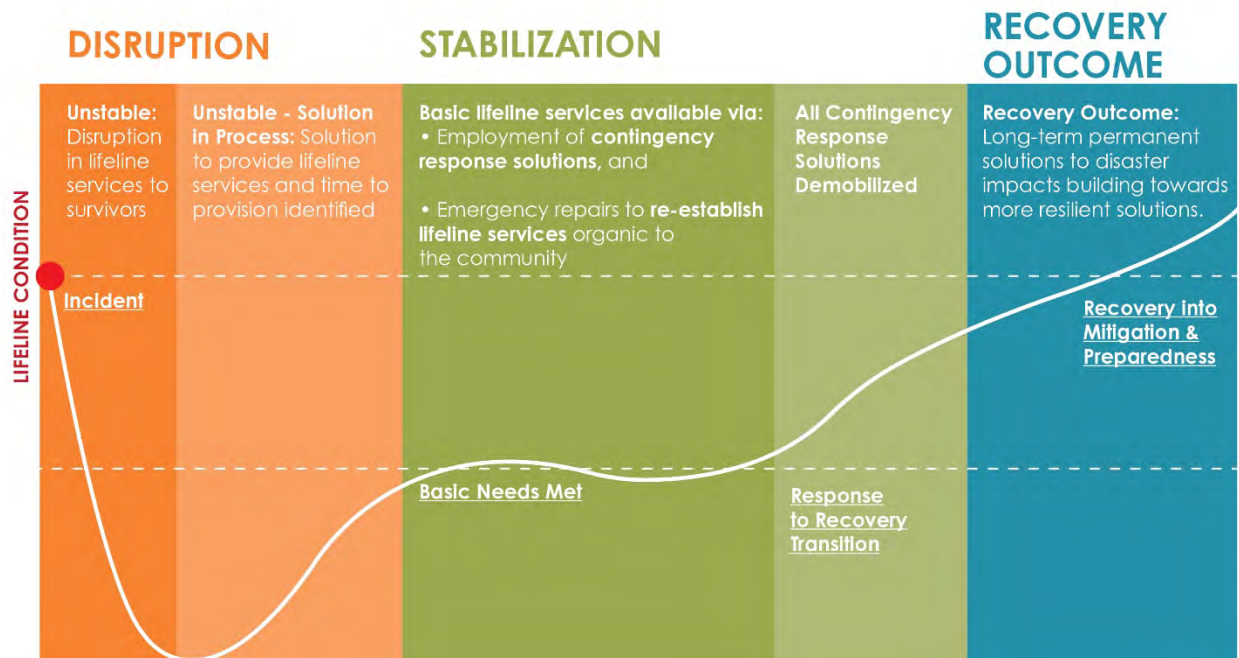 DISRUPTION
STABILIZATION
RECOVERY
OUTCOME
LIFELINE CONDITION
Unstable:
Disruption
in lifeline
services to
survivors
Unstable - Solution
in Process: Solution
to provide lifeline
services and time to
provision identified
Basic lifeline services available via:
• Employment of contingency
response solutions, and
• Emergency repairs to re-establish
lifeline services organic to
the community
All Contingency
Response
Solutions
Demobilized
Recovery Outcome:
Long-term permanent
solutions to disaster
impacts building towards
more resilient solutions.
Incident
Basic Needs Met
Response
to Recovery
Transition
Recovery into
Mitigation &
Preparedness